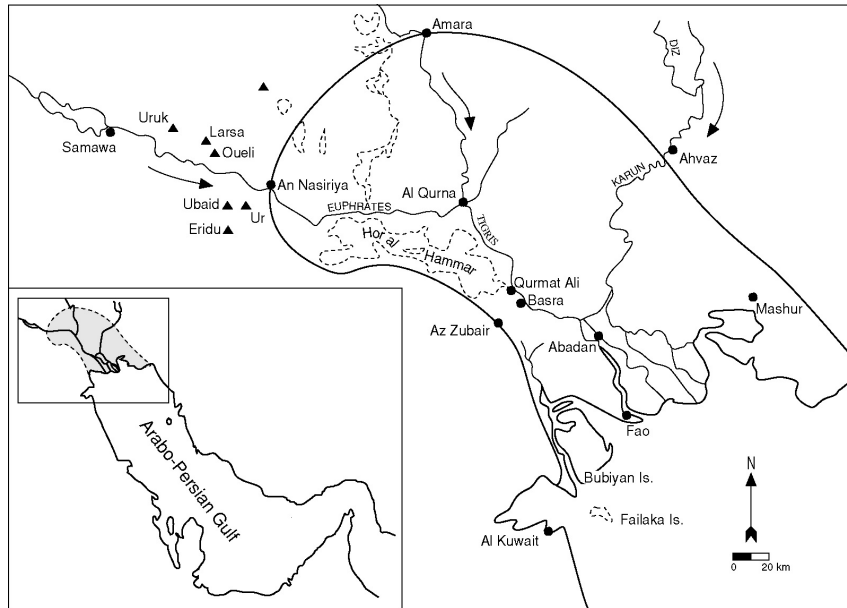 Amara
DIZ
Uruk
Larsa
Oueli
Samawa
Ahvaz
An Nasiriya
KARUN
Al Qurna
EUPHRATES
Ubaid
Ur
Eridu
TIGRIS
Hor al
Hammar
Qurmat Ali
Basra
Mashur
Az Zubair
Abadan
Fao
Arabo-Persian Gulf
Bubiyan Is.
N
Failaka Is.
Al Kuwait
0 20 km